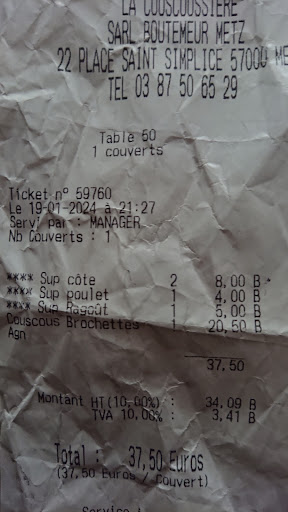 LA COUSCOUSSIERE
SARL BOUTEMEUR METZ
22 PLACE SAINT SIMPLICE 57000 ME
TEL 03 87 50 65 29
Table 50
1 couverts
Ticket n° 59760
Le 19-01-2024 à 21:27
Servi par : MANAGER
Nb Couverts : 1
**** Sup côte 2 8,00 B
**** Sup poulet 1 4,00 B
**** Sup Ragoût 1 5,00 B
Couscous Brochettes 1 20,50 B
Agn
37,50
Montant HT(10,00%) : 34,09 B
TVA 10,00% : 3,41 B
Total : 37,50 Euros
(37,50 Euros / Couvert)